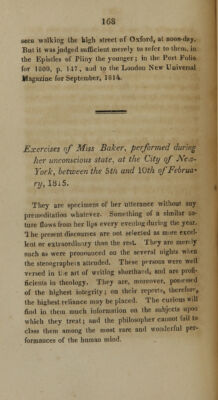 168
seen walking the high street of Oxford, at noon-day.
But it was judged sufficient merely to refer to them, in
the Epistles of Pliny the younger; in the Port Folio
for 1809, p. 147, and to the London New Universal
Magazine for September, 1814.
Exercises of Miss Baker, performed during
her unconscious state, at the City of New-
York, between the 5th and 10th of Februa-
ry, 1815.
They are specimens of her utterance without any
premeditation whatever. Something of a similar na-
ture flows from her lips every evening during the year.
The present discourses are not selected as more excel-
lent or extraordinary than the rest. They are merely
such as were pronounced on the several nights when
the stenographers attended. These persons were well
versed in the art of writing shorthand, and are profi-
ficients in theology. They are, moreover, possessed
of the highest integrity; on their reports, therefore,
the highest reliance may be placed. The curious will
find in them much information on the subjects upon
which they treat; and the philosopher cannot fail to
class them among the most rare and wonderful per-
formances of the human mind.